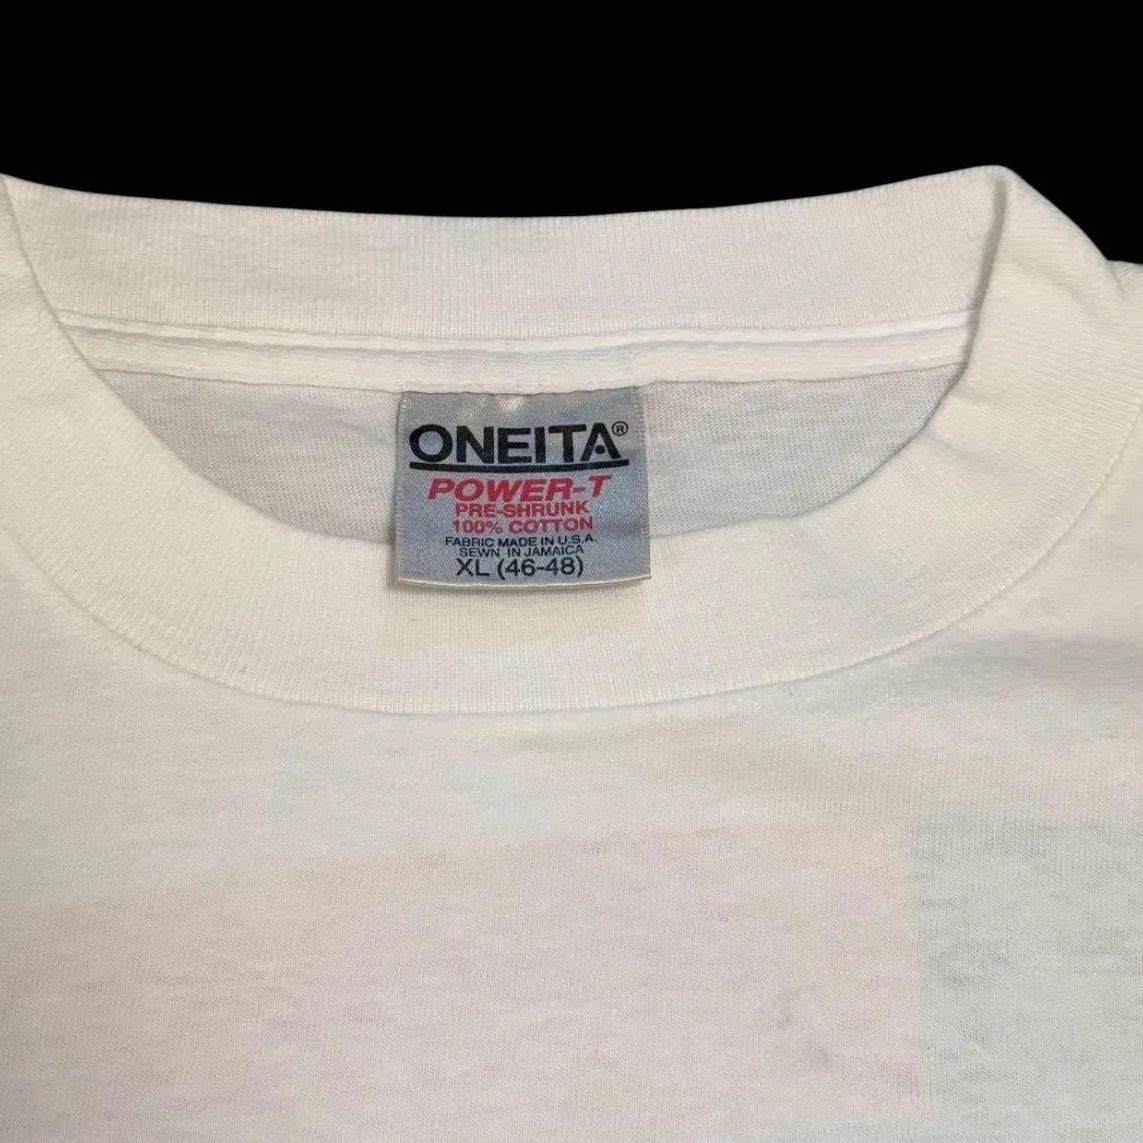 ONEITA®
POWER-T
PRE-SHRUNK
100% COTTON
FABRIC MADE IN U.S.A.
SEWN IN JAMAICA
XL (46-48)